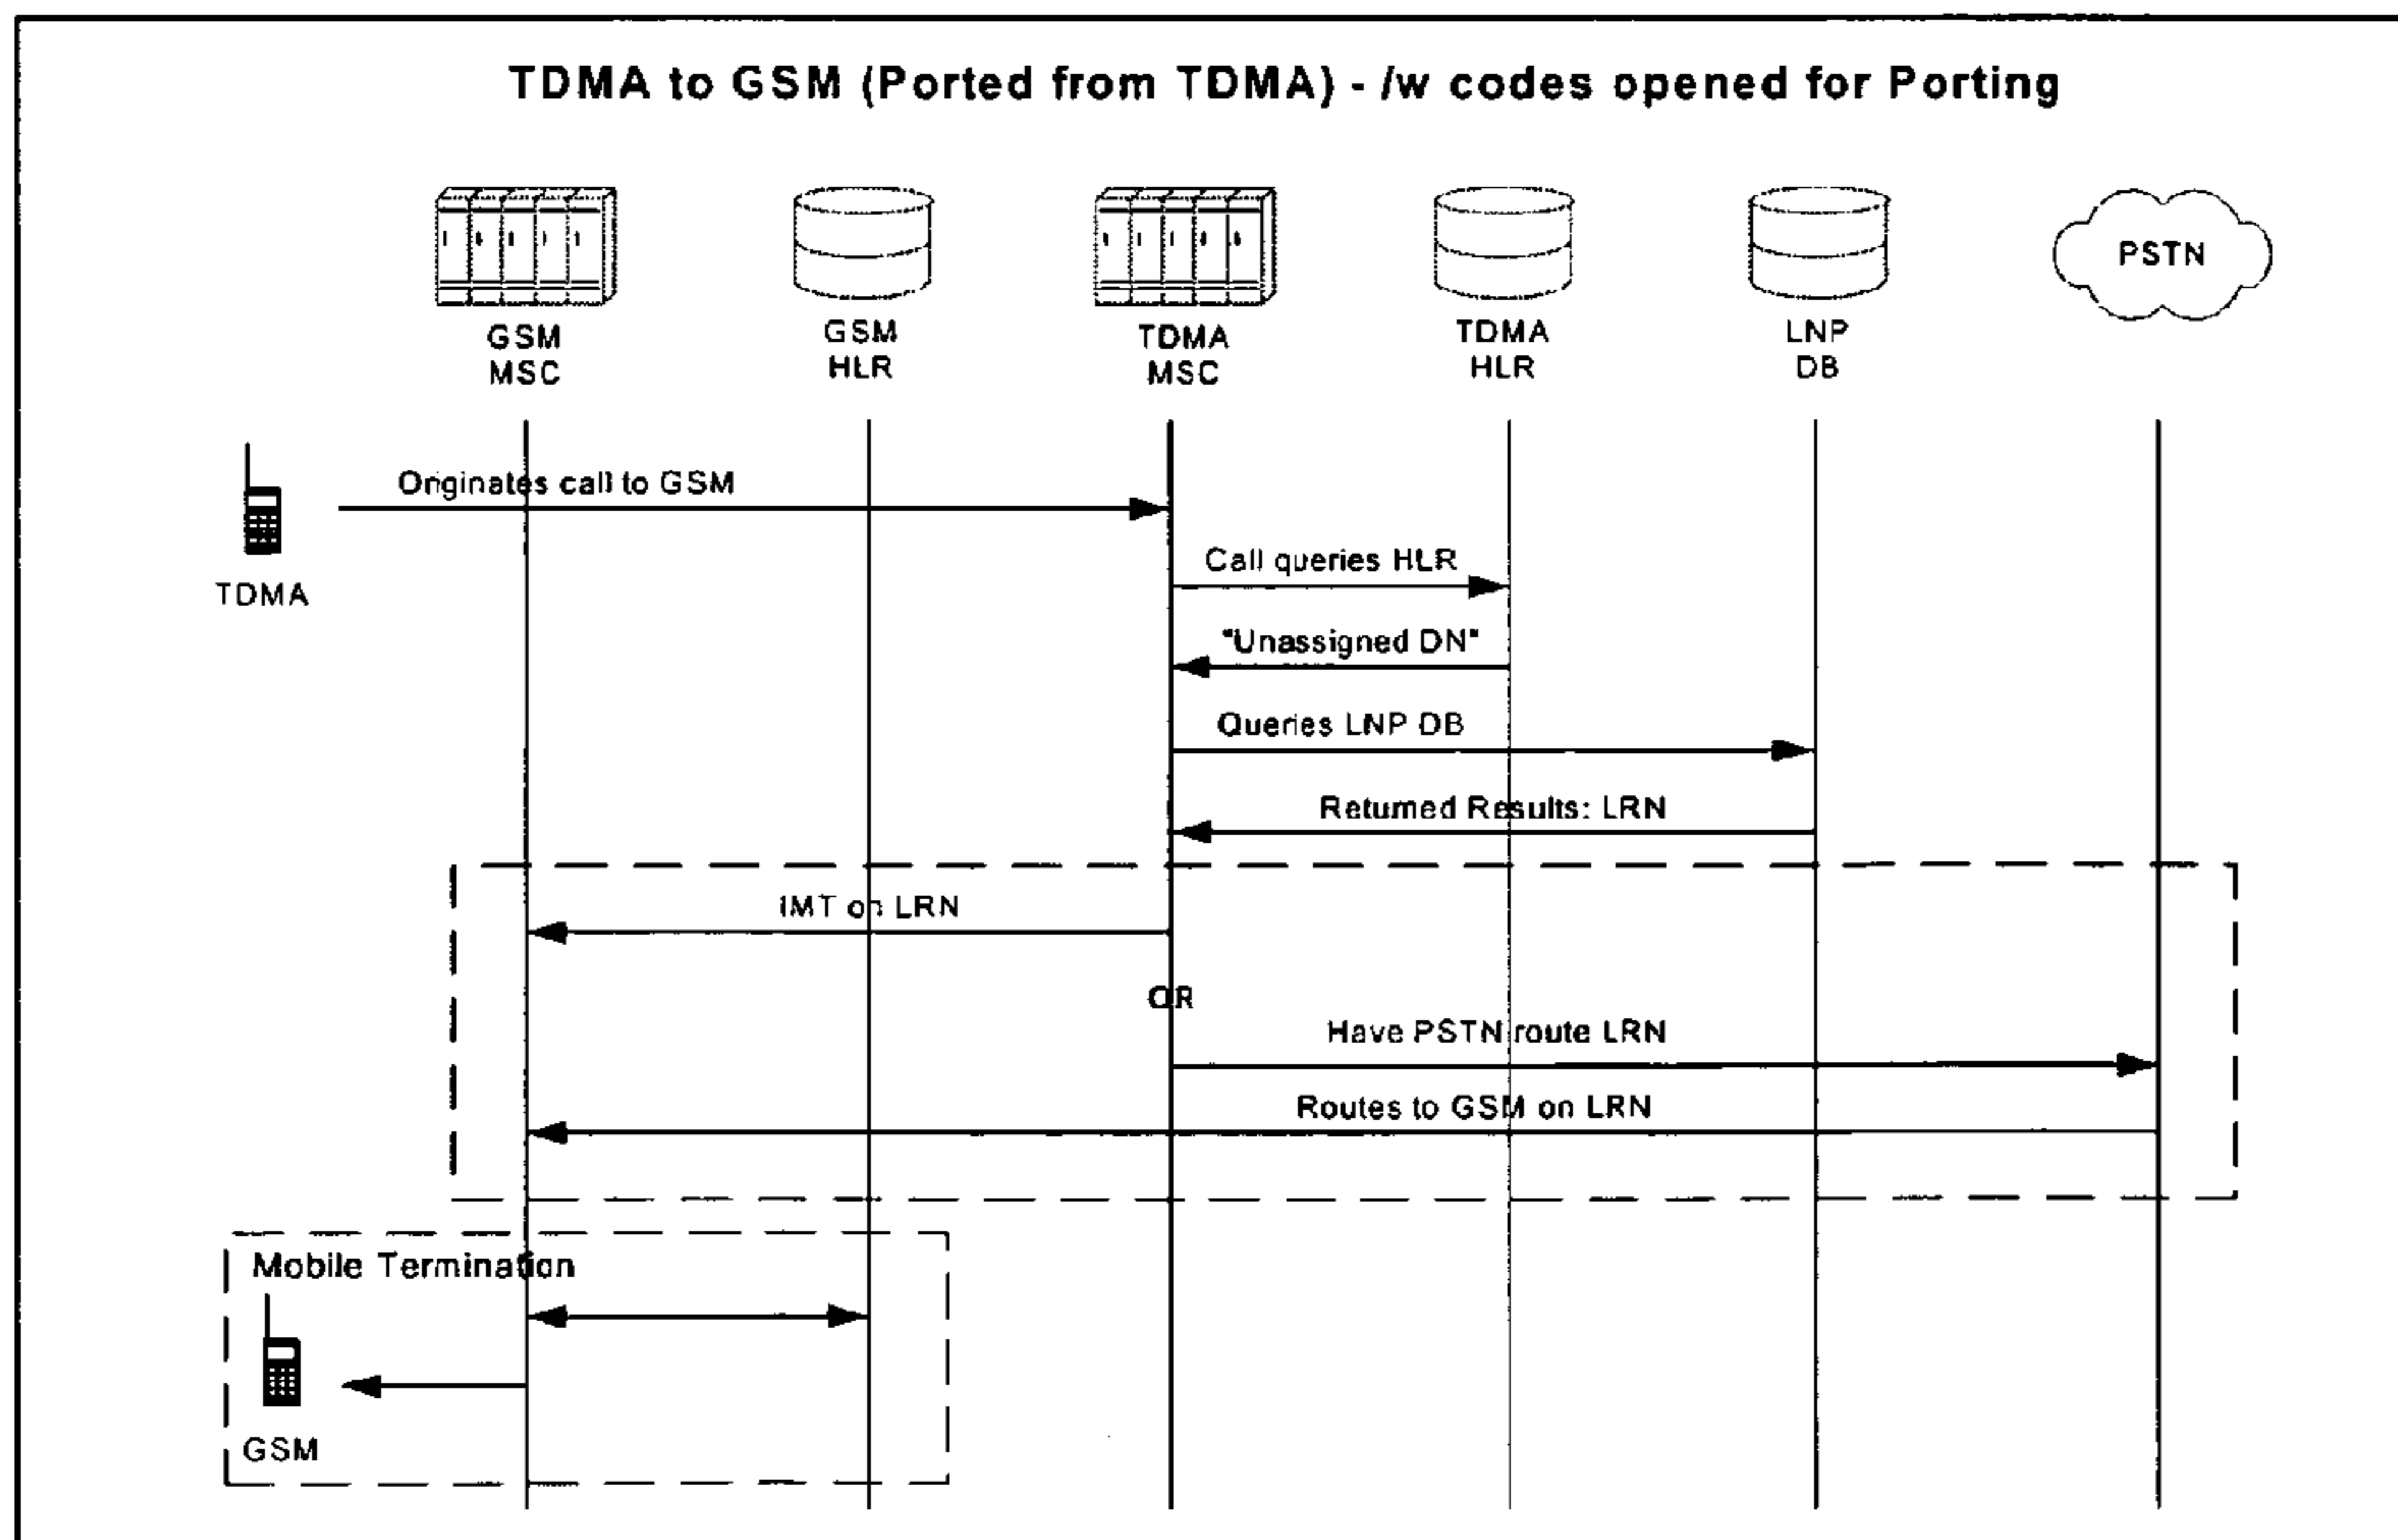 TDMA to GSM (Ported from TDMA) - /w codes opened for Porting
GSM
MSC
GSM
HLR
TDMA
MSC
TDMA
HLR
LNP
DB
PSTN
Originates call to GSM
TDMA
Call queries HLR
"Unassigned DN"
Queries LNP DB
Returned Results: LRN
IMT on LRN
OR
Have PSTN route LRN
Routes to GSM on LRN
Mobile Termination
GSM